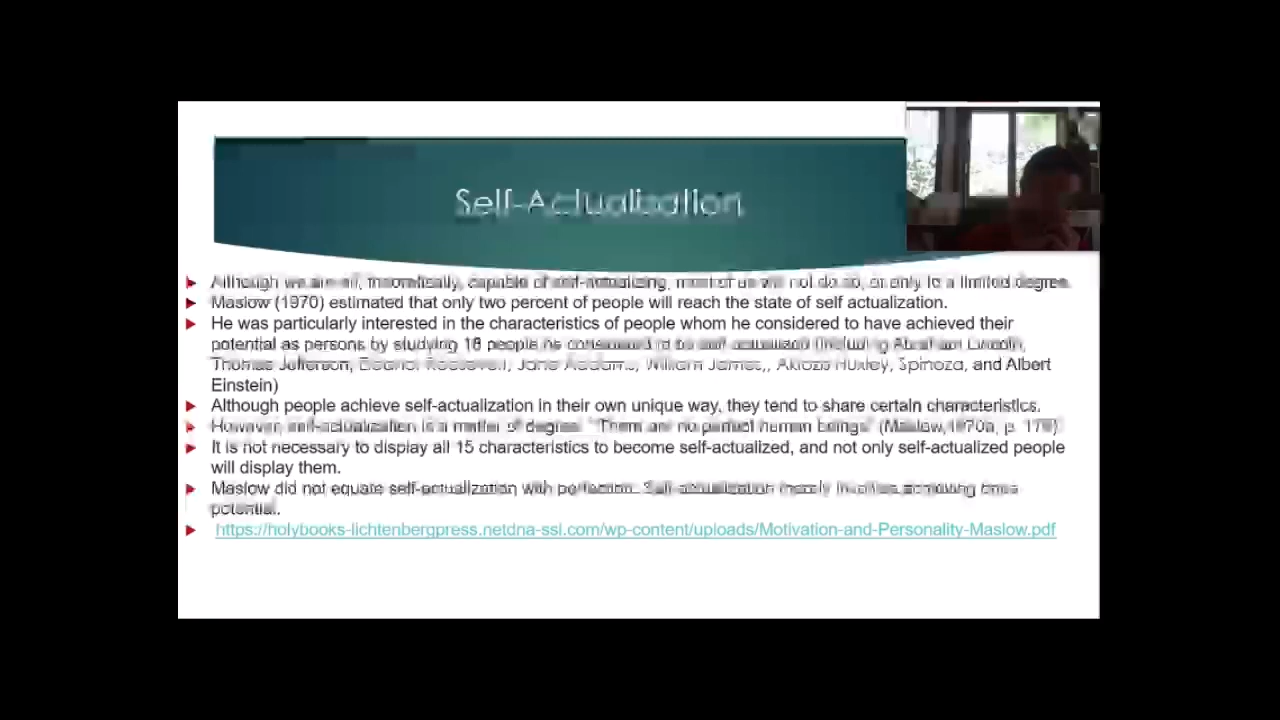 Self-Actualisation
Although we are all, theoretically, capable of self-actualizing, most of us will not do so, or only to a limited degree.
Maslow (1970) estimated that only two percent of people will reach the state of self actualization.
He was particularly interested in the characteristics of people whom he considered to have achieved their
potential as persons by studying 18 people he considered to be self-actualized (including Abraham Lincoln,
Thomas Jefferson, Eleanor Roosevelt, Jane Addams, William James, Aldous Huxley, Spinoza, and Albert
Einstein)
Although people achieve self-actualization in their own unique way, they tend to share certain characteristics.
However, self-actualization is a matter of degree, "There are no perfect human beings" (Maslow,1970a, p. 176).
It is not necessary to display all 15 characteristics to become self-actualized, and not only self-actualized people
will display them.
Maslow did not equate self-actualization with perfection. Self-actualization merely involves achieving ones
potential.
https://holybooks-lichtenbergpress.netdna-ssl.com/wp-content/uploads/Motivation-and-Personality-Maslow.pdf